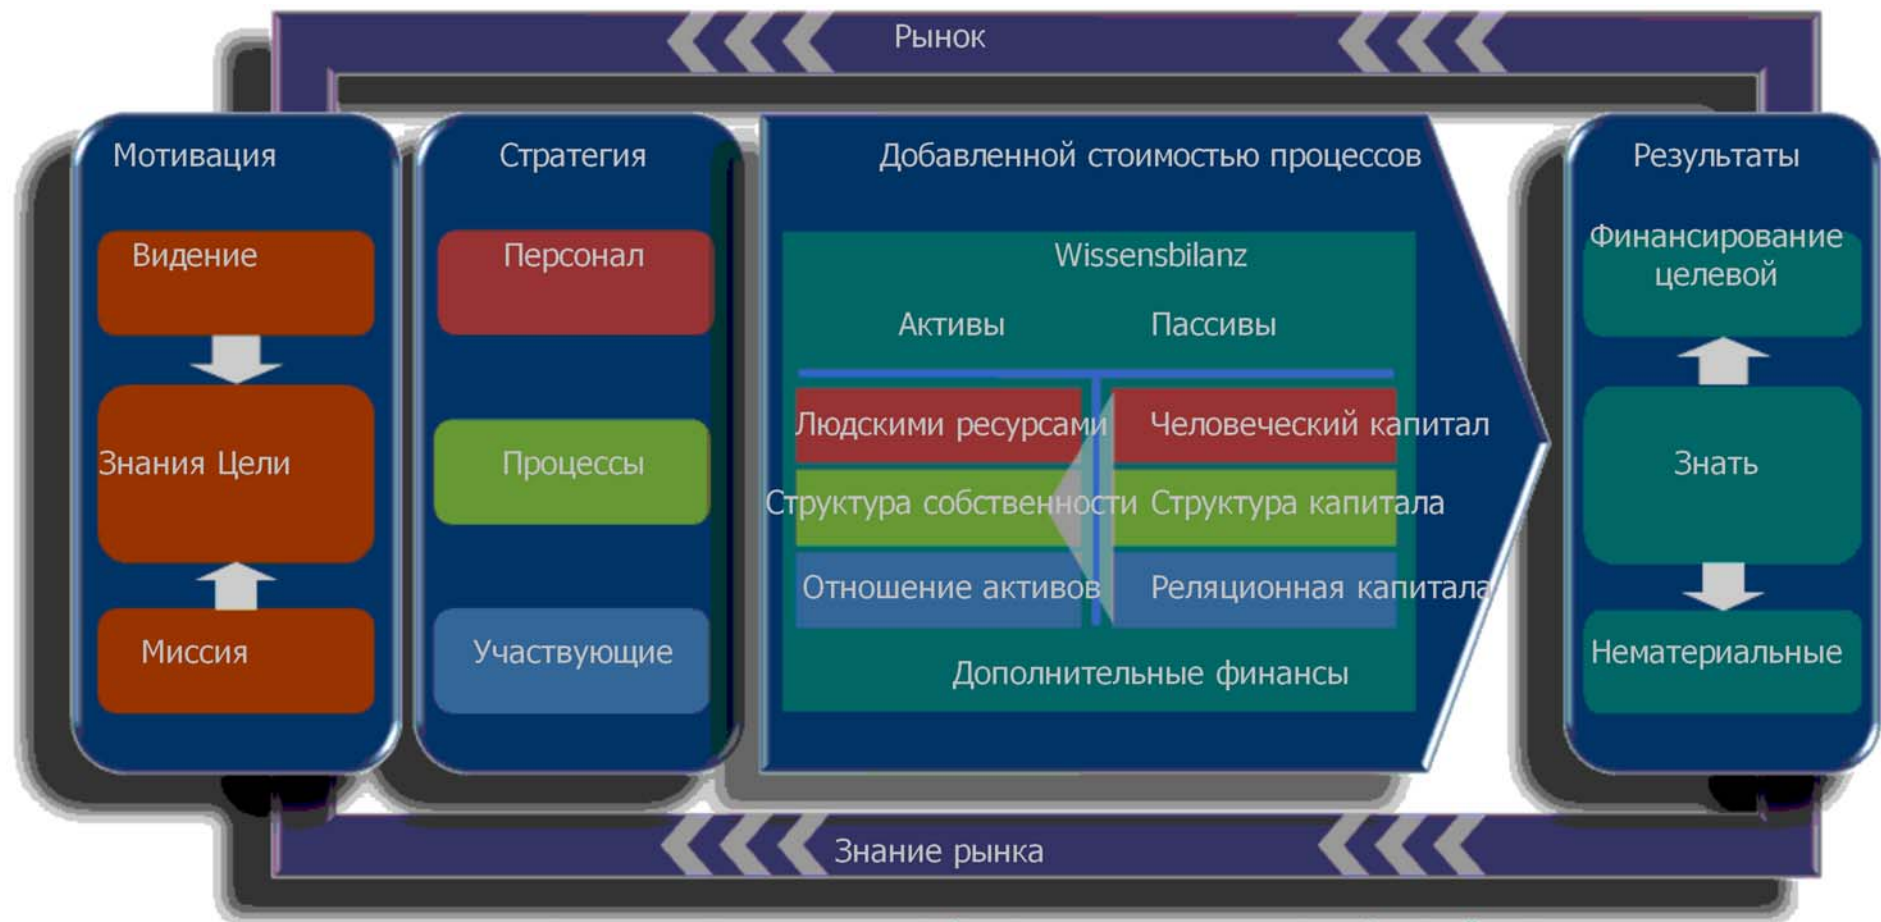 Рынок
Мотивация
Видение
Знания Цели
Миссия
Стратегия
Персонал
Процессы
Участвующие
Добавленной стоимостью процессов
Wissensbilanz
Активы
Пассивы
Людскими ресурсами
Человеческий капитал
Структура собственности
Структура капитала
Отношение активов
Реляционная капитала
Дополнительные финансы
Результаты
Финансирование
целевой
Знать
Нематериальные
Знание рынка